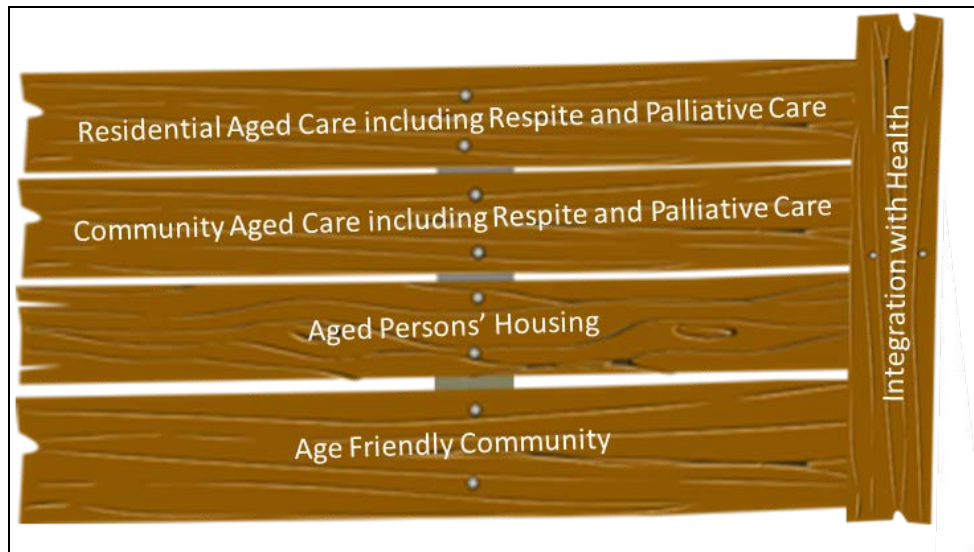 Residential Aged Care including Respite and Palliative Care
Community Aged Care including Respite and Palliative Care
Aged Persons’ Housing
Age Friendly Community
Integration with Health